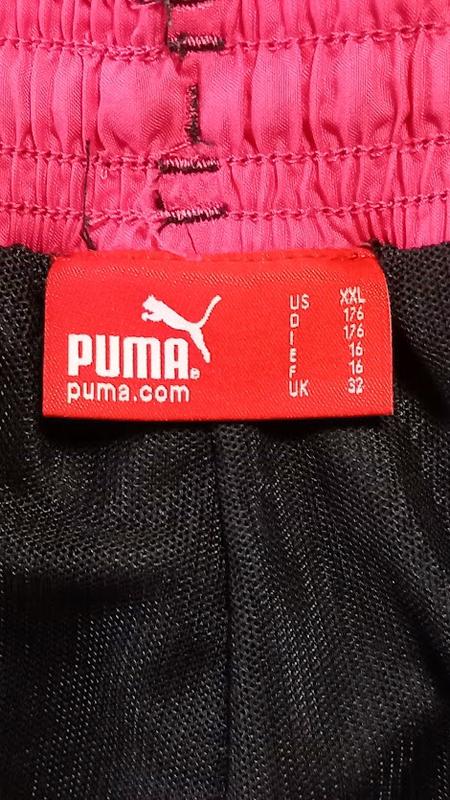 PUMA®
puma.com
US XXL
D 176
I 176
E 16
F 16
UK 32